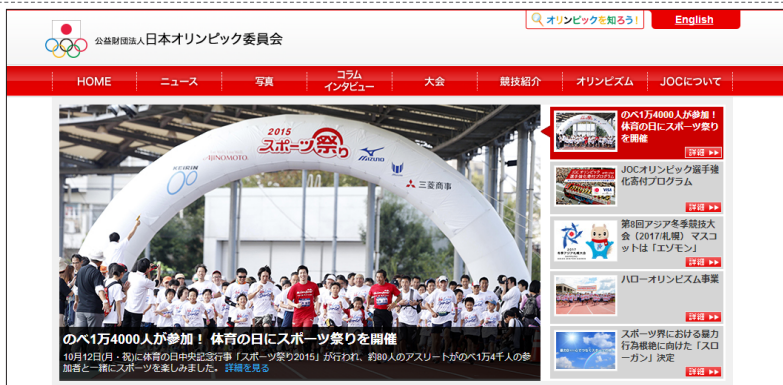 オリンピックを知ろう!
English
公益財団法人日本オリンピック委員会
HOME
ニュース
写真
コラム
インタビュー
大会
競技紹介
オリンピズム
JOCについて
2015
スポーツ祭り
KEIRIN
AJINOMOTO
MIZUNO
三菱商事
のべ1万4000人が参加! 体育の日にスポーツ祭りを開催
10月12日(月・祝)に体育の日中央記念行事「スポーツ祭り2015」が行われ、約80人のアスリートがのべ1万4千人の参
加者と一緒にスポーツを楽しみました。 詳細を見る
のべ1万4000人が参加!
体育の日にスポーツ祭り
を開催
詳細
JOCオリンピック選手強
化寄付プログラム
詳細
第8回アジア冬季競技大
会(2017/札幌) マスコ
ットは「エゾモン」
詳細
ハローオリンピズム事業
詳細
スポーツ界における暴力
行為根絶に向けた「スロ
ーガン」決定
詳細